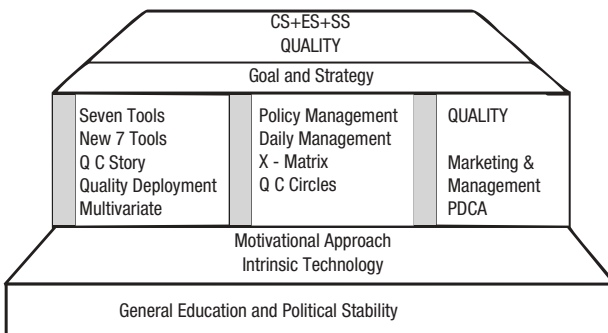 CS+ES+SS
QUALITY
Goal and Strategy
Seven Tools
New 7 Tools
Q C Story
Quality Deployment
Multivariate
Policy Management
Daily Management
X - Matrix
Q C Circles
QUALITY
Marketing &
Management
PDCA
Motivational Approach
Intrinsic Technology
General Education and Political Stability